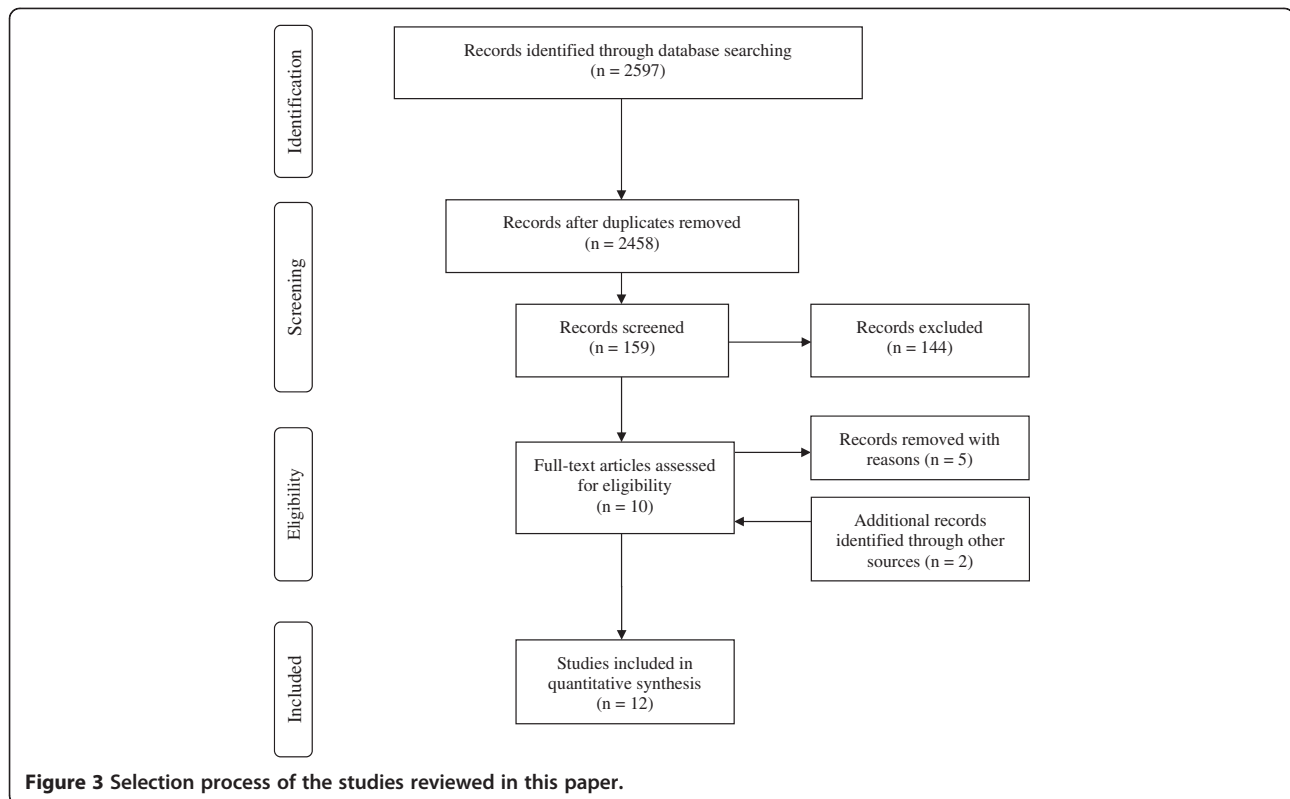 Identification
Records identified through database searching
(n = 2597)
Screening
Records after duplicates removed
(n = 2458)
Records screened
(n = 159)
Records excluded
(n = 144)
Eligibility
Full-text articles assessed
for eligibility
(n = 10)
Records removed with
reasons (n = 5)
Additional records
identified through other
sources (n = 2)
Included
Studies included in
quantitative synthesis
(n = 12)
Figure 3 Selection process of the studies reviewed in this paper.